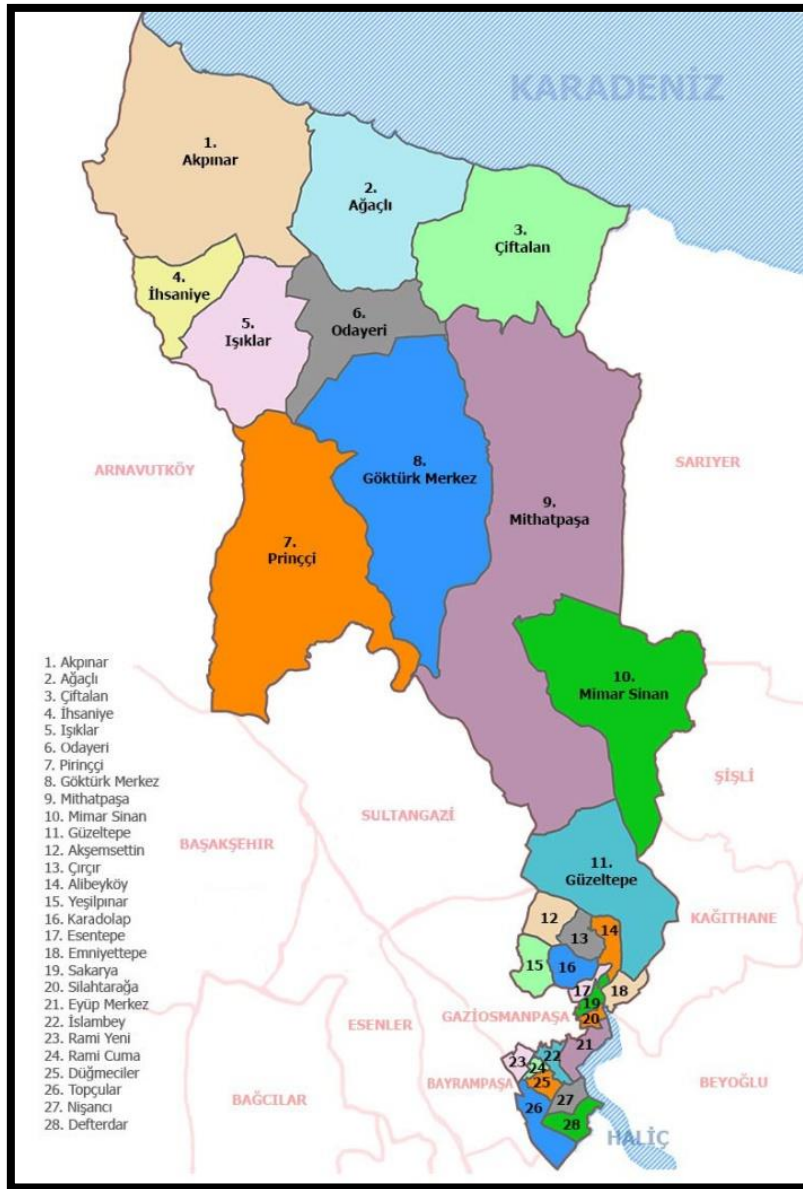 KARADENİZ
1.
Akpınar
2.
Ağaçlı
3.
Çiftalan
4.
İhsaniye
5.
Işıklar
6.
Odayeri
ARNAVUTKÖY
8.
Göktürk Merkez
SARIYER
9.
Mithatpaşa
7.
Prinççi
10.
Mimar Sinan
1. Akpınar
2. Ağaçlı
3. Çiftalan
4. İhsaniye
5. Işıklar
6. Odayeri
7. Pirinççi
8. Göktürk Merkez
9. Mithatpaşa
10. Mimar Sinan
11. Güzeltepe
12. Akşemsettin
13. Çırçır
14. Alibeyköy
15. Yeşilpınar
16. Karadolap
17. Esentepe
18. Emniyettepe
19. Sakarya
20. Silahtarağa
21. Eyüp Merkez
22. İslambey
23. Rami Yeni
24. Rami Cuma
25. Düğmeciler
26. Topçular
27. Nişancı
28. Defterdar
ŞİŞLİ
SULTANGAZİ
BAŞAKŞEHİR
11.
Güzeltepe
KAĞITHANE
12
13
14
15
16
17
18
19
20
GAZİOSMANPAŞA
ESENLER
21
22
23
24
25
BAYRAMPAŞA
BEYOĞLU
BAĞCILAR
26
27
28
HALİÇ